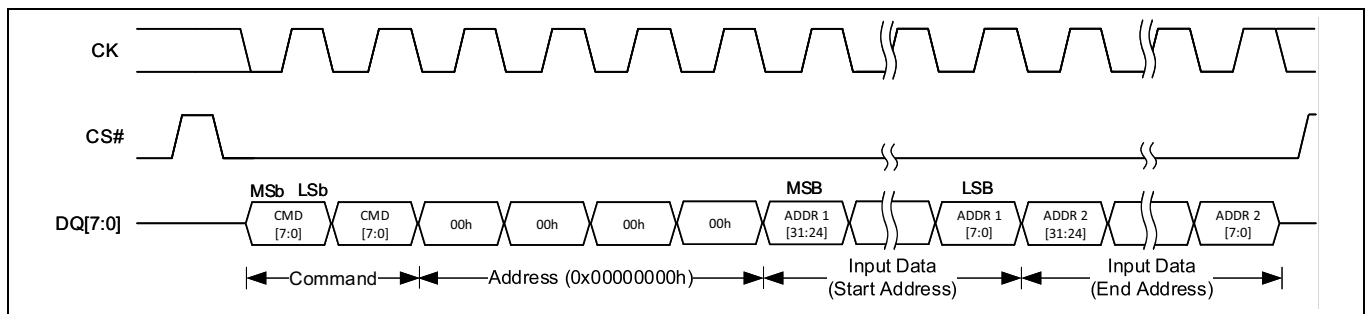 CK
CS#
MSb LSb MSB LSB
DQ[7:0]
CMD
[7:0]
CMD
[7:0]
00h
00h
00h
00h
ADDR 1
[31:24]
ADDR 1
[7:0]
ADDR 2
[31:24]
ADDR 2
[7:0]
Command
Address (0x00000000h)
Input Data
(Start Address)
Input Data
(End Address)